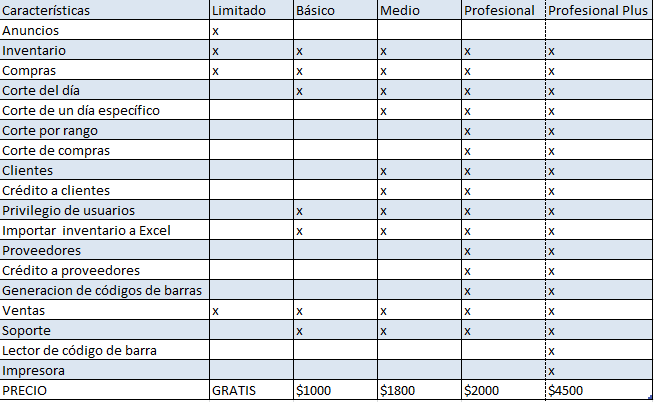 Características Limitado Básico Medio Profesional Profesional Plus
Anuncios x
Inventario x x x x x
Compras x x x x x
Corte del día x x x x
Corte de un día específico x x x
Corte por rango x x
Corte de compras x x
Clientes x x x
Crédito a clientes x x x
Privilegio de usuarios x x x x
Importar inventario a Excel x x x x
Proveedores x x
Crédito a proveedores x x
Generacion de códigos de barras x x
Ventas x x x x x
Soporte x x x x
Lector de código de barra x
Impresora x
PRECIO GRATIS $1000 $1800 $2000 $4500